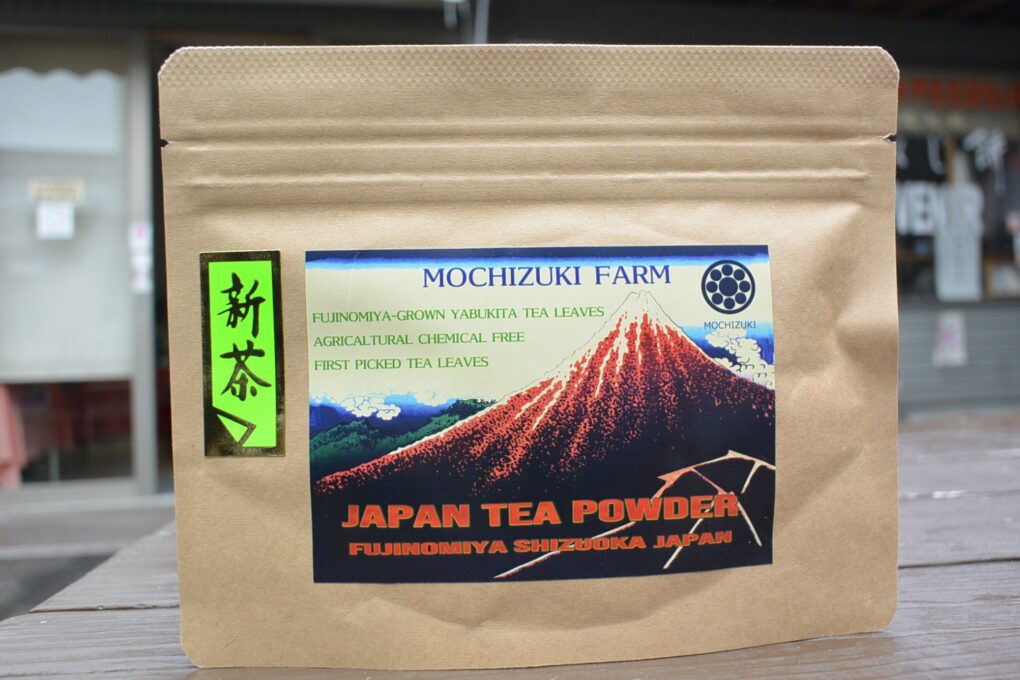 新茶
MOCHIZUKI FARM
FUJINOMIYA-GROWN YABUKITA TEA LEAVES
AGRICALTURAL CHEMICAL FREE
FIRST PICKED TEA LEAVES
MOCHIZUKI
JAPAN TEA POWDER
FUJINOMIYA SHIZUOKA JAPAN